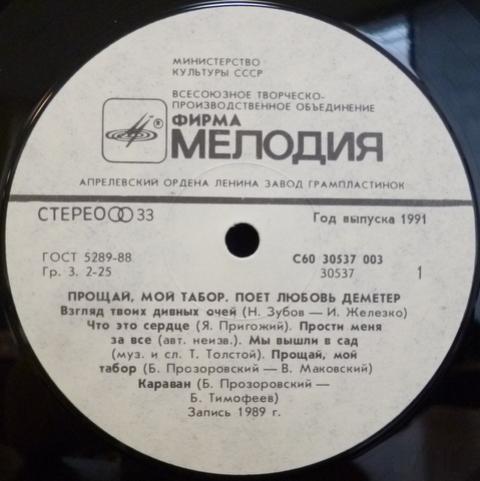 МИНИСТЕРСТВО
КУЛЬТУРЫ СССР
ВСЕСОЮЗНОЕ ТВОРЧЕСКО-
ПРОИЗВОДСТВЕННОЕ ОБЪЕДИНЕНИЕ
ФИРМА
® МЕЛОДИЯ
АПРЕЛЕВСКИЙ ОРДЕНА ЛЕНИНА ЗАВОД ГРАМПЛАСТИНОК
СТЕРЕО 33
Год выпуска 1991
ГОСТ 5289-88
С60 30537 003
Гр. 3. 2-25
30537
1
ПРОЩАЙ, МОЙ ТАБОР. ПОЕТ ЛЮБОВЬ ДЕМЕТЕР
Взгляд твоих дивных очей (Н. Зубов — И. Железко)
Что это сердце (Я. Пригожий). Прости меня
за все (авт. неизв.). Мы вышли в сад
(муз. и сл. Т. Толстой). Прощай, мой
табор (Б. Прозоровский — В. Маковский)
Караван (Б. Прозоровский —
Б. Тимофеев)
Запись 1989 г.